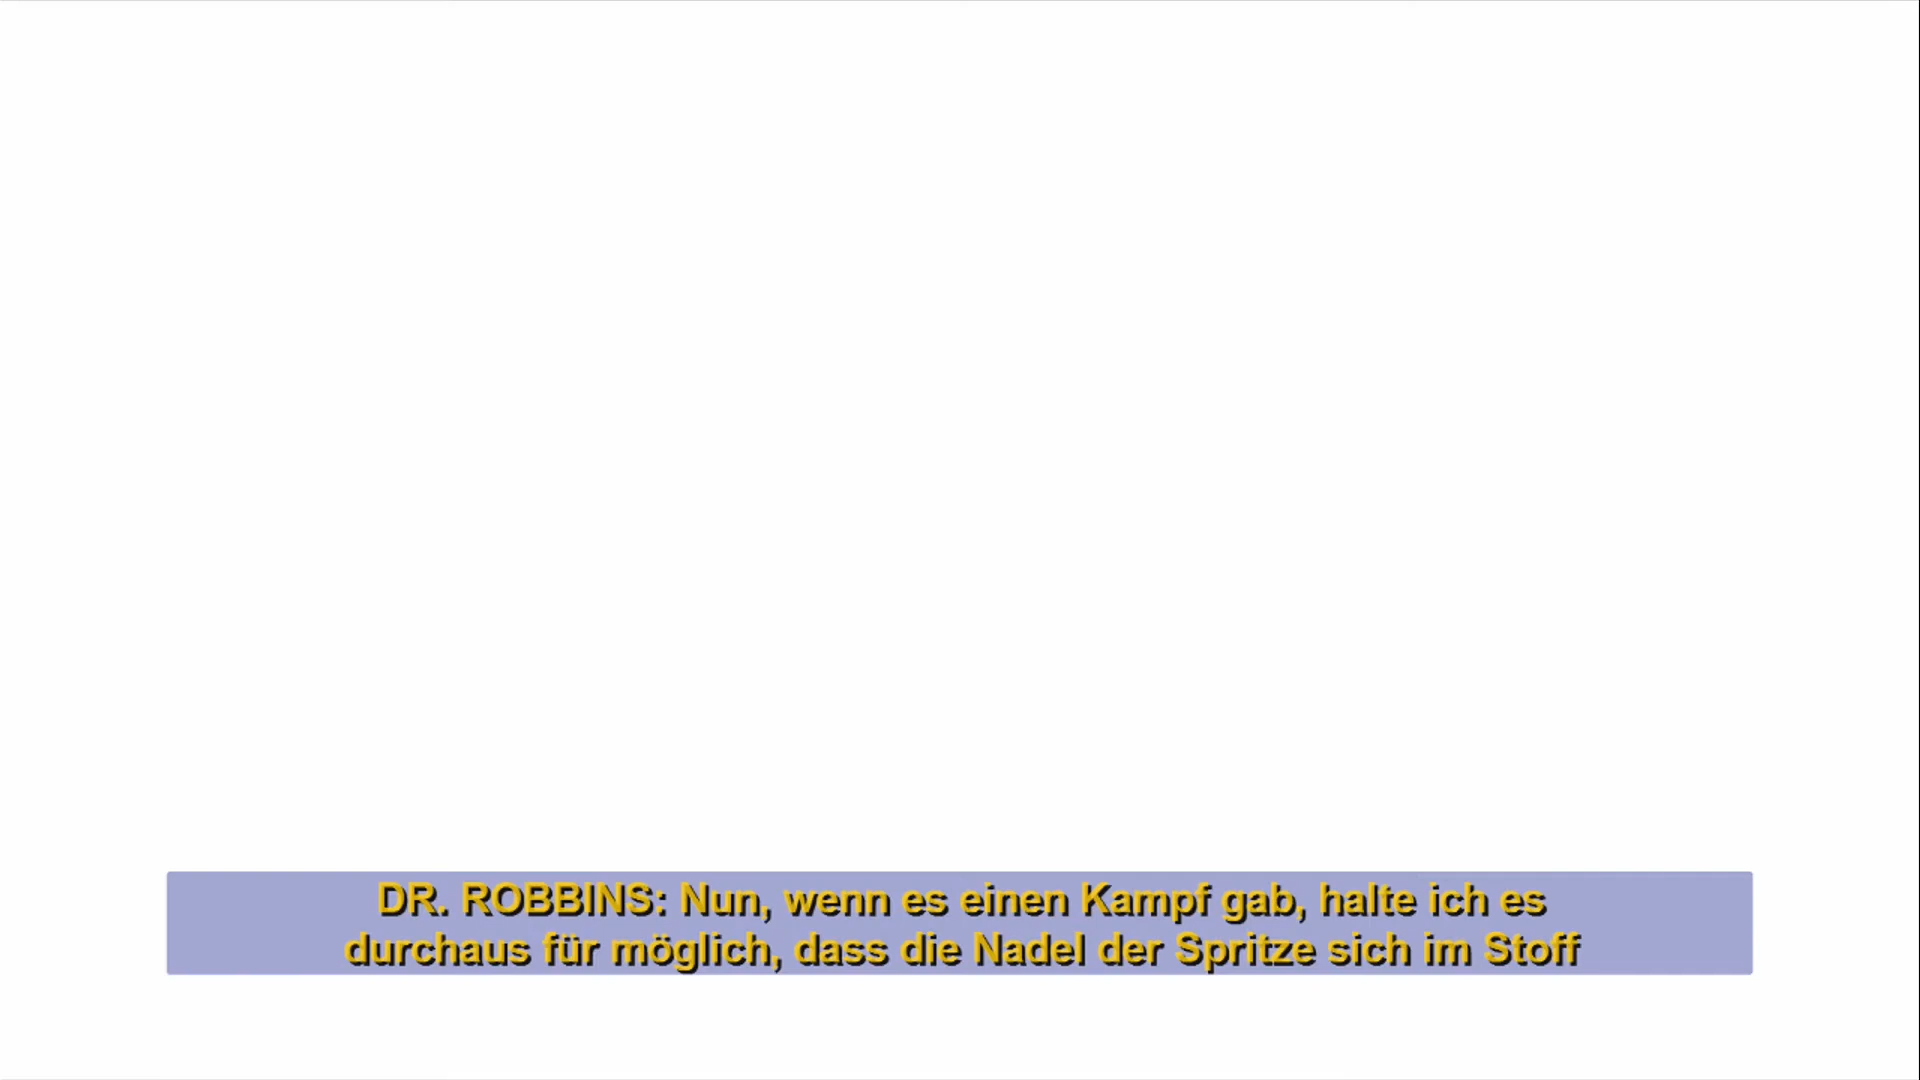 DR. ROBBINS: Nun, wenn es einen Kampf gab, halte ich es
durchaus für möglich, dass die Nadel der Spritze sich im Stoff